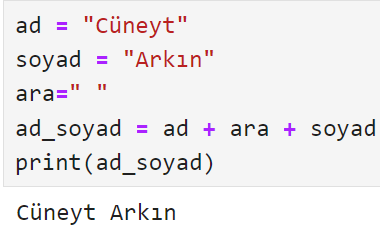 ad = "Cüneyt"
soyad = "Arkın"
ara=" "
ad_soyad = ad + ara + soyad
print(ad_soyad)
Cüneyt Arkın